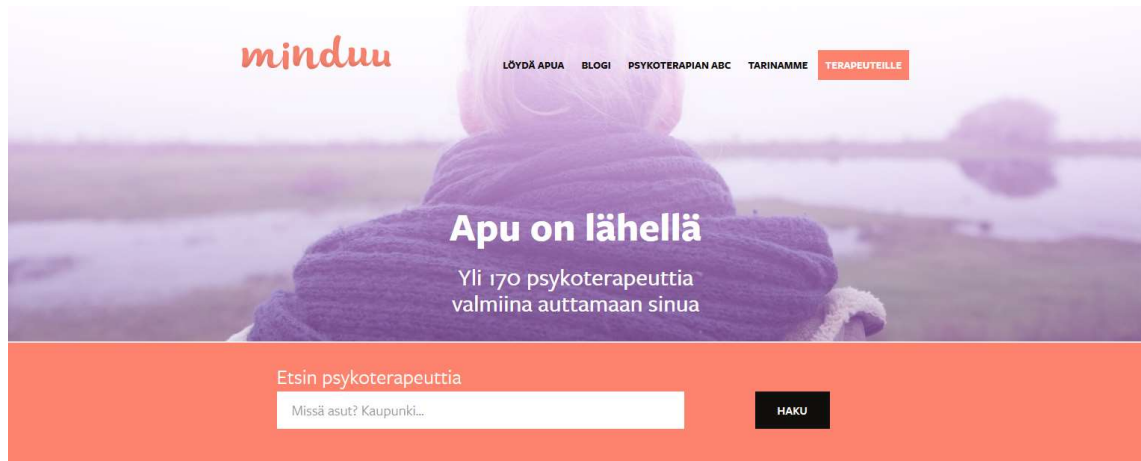 minduu
LÖYDÄ APUA BLOGI PSYKOTERAPIAN ABC TARINAMME TERAPEUTEILLE
Apu on lähellä
Yli 170 psykoterapeuttia
valmiina auttamaan sinua
Etsin psykoterapeuttia
Missä asut? Kaupunki...
HAKU